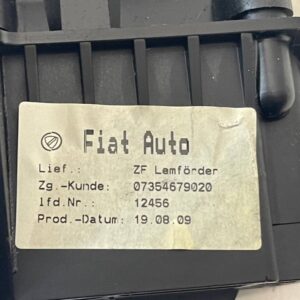 Fiat Auto
Lief.: ZF Lemförder
Zg.-Kunde: 07354679020
lfd.Nr.: 12456
Prod.-Datum: 19.08.09